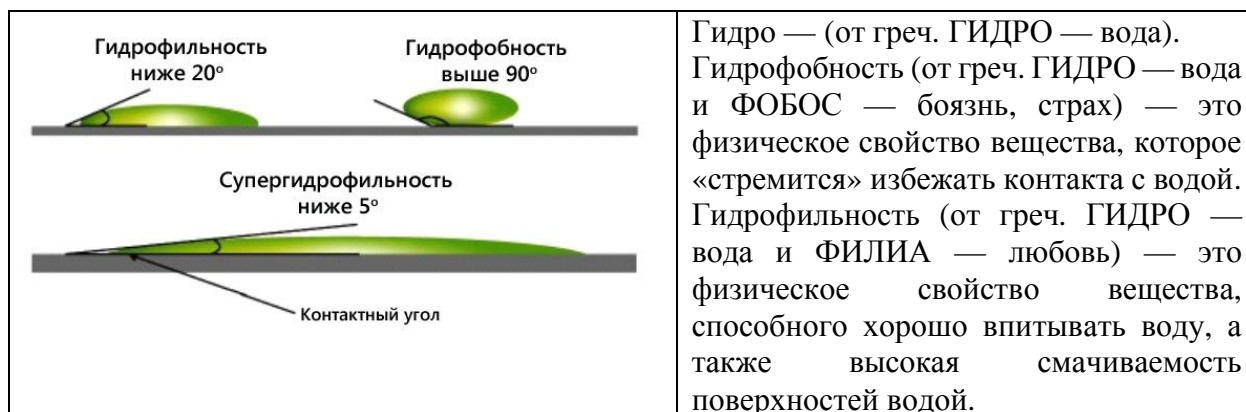 Гидрофильность
ниже 20°
Гидрофобность
выше 90°
Супергидрофильность
ниже 5°
Контактный угол
Гидро — (от греч. ГИДРО — вода).
Гидрофобность (от греч. ГИДРО — вода
и ФОБОС — боязнь, страх) — это
физическое свойство вещества, которое
«стремится» избежать контакта с водой.
Гидрофильность (от греч. ГИДРО —
вода и ФИЛИА — любовь) — это
физическое свойство вещества,
способного хорошо впитывать воду, а
также высокая смачиваемость
поверхностей водой.